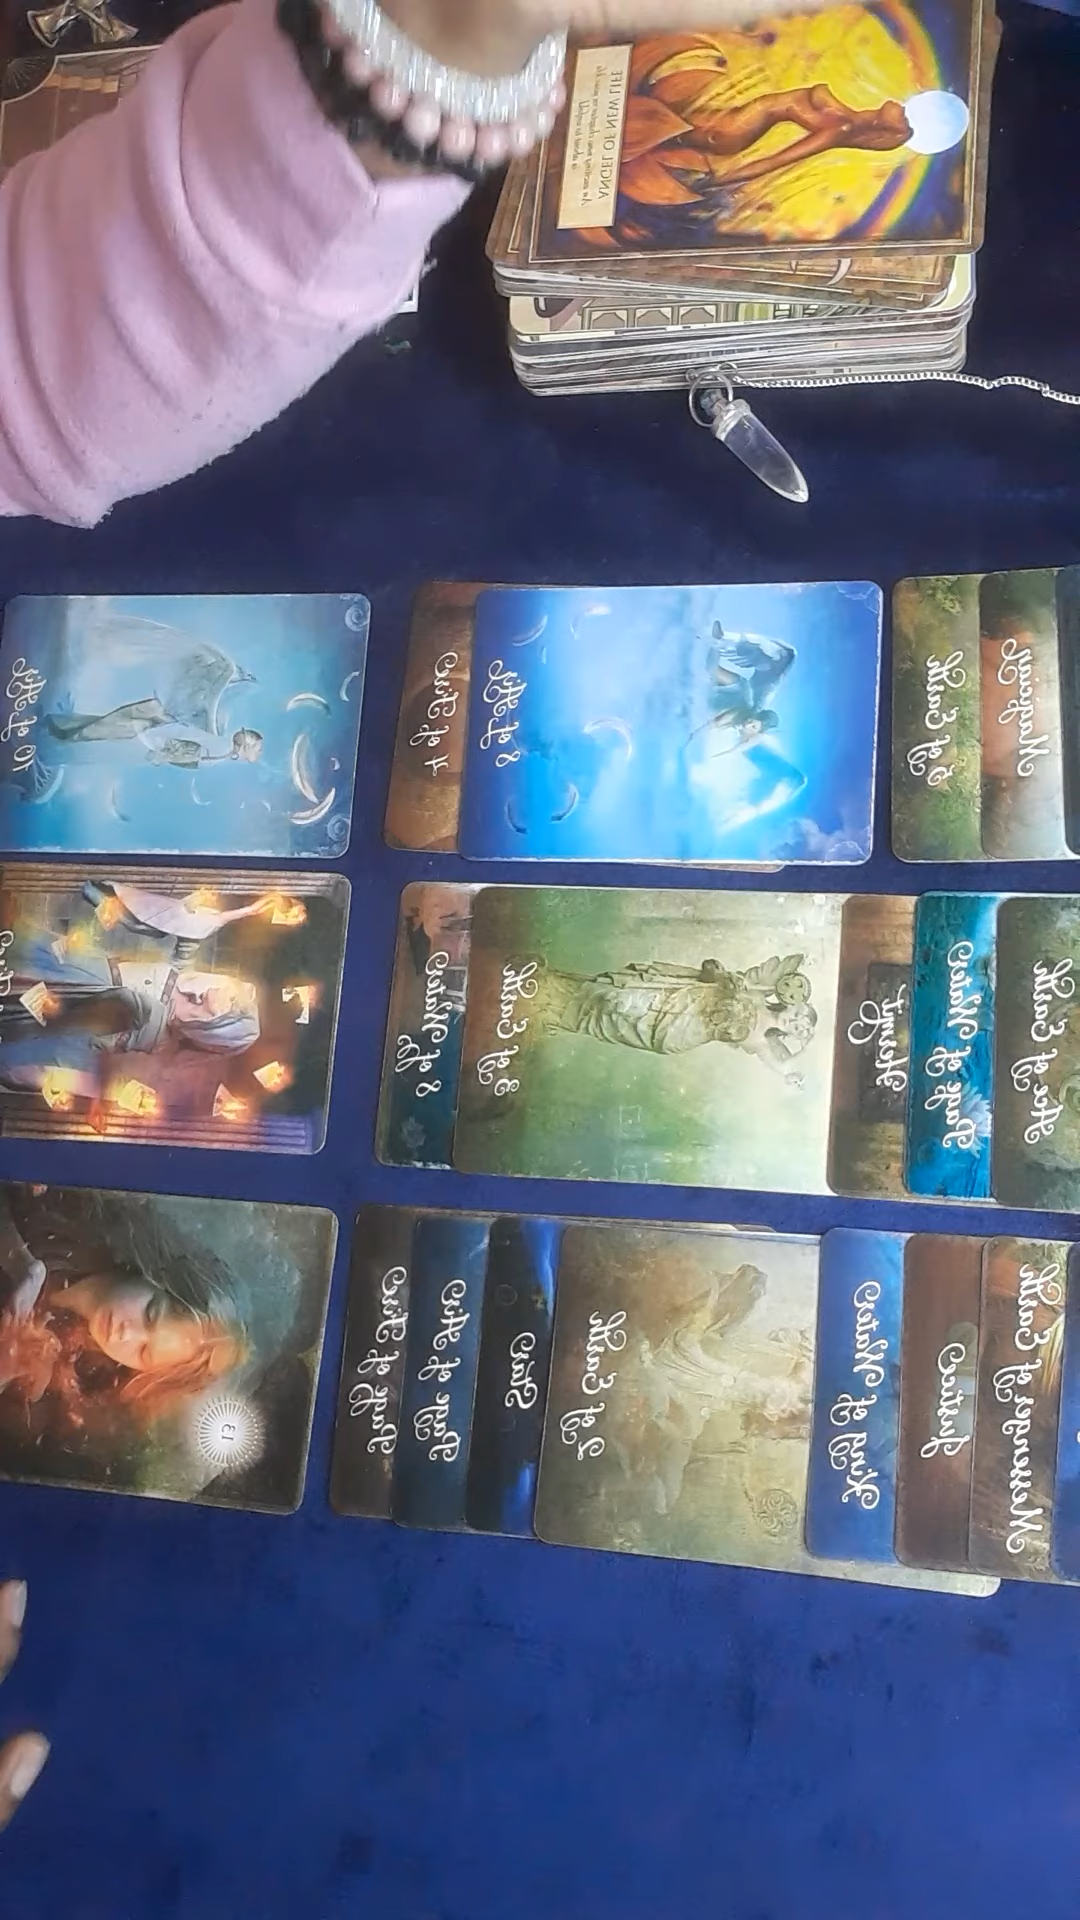 ANGEL OF NEW LIFE
10 of Air
4 of Fire
8 of Air
5 of Earth
Magician
8 of Water
3 of Earth
Hermit
Page of Water
Ace of Earth
Page of Fire
Page of Air
Star
2 of Earth
King of Water
Justice
Messenger of Earth
13